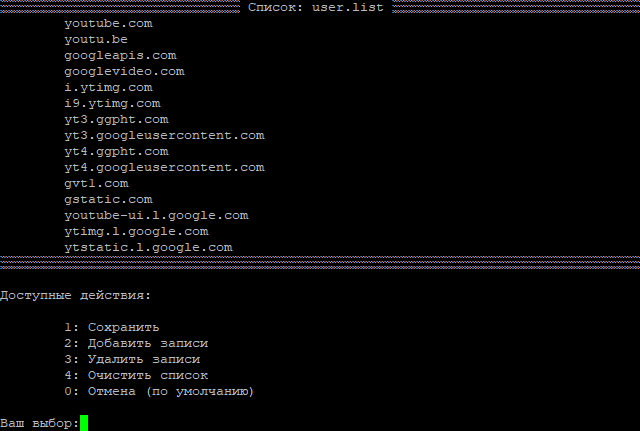 Список: user.list
youtube.com
youtu.be
googleapis.com
googlevideo.com
i.ytimg.com
i9.ytimg.com
yt3.ggpht.com
yt3.googleusercontent.com
yt4.ggpht.com
yt4.googleusercontent.com
gvt1.com
gstatic.com
youtube-ui.l.google.com
ytimg.l.google.com
ytstatic.l.google.com
Доступные действия:
1: Сохранить
2: Добавить записи
3: Удалить записи
4: Очистить список
0: Отмена (по умолчанию)
Ваш выбор: